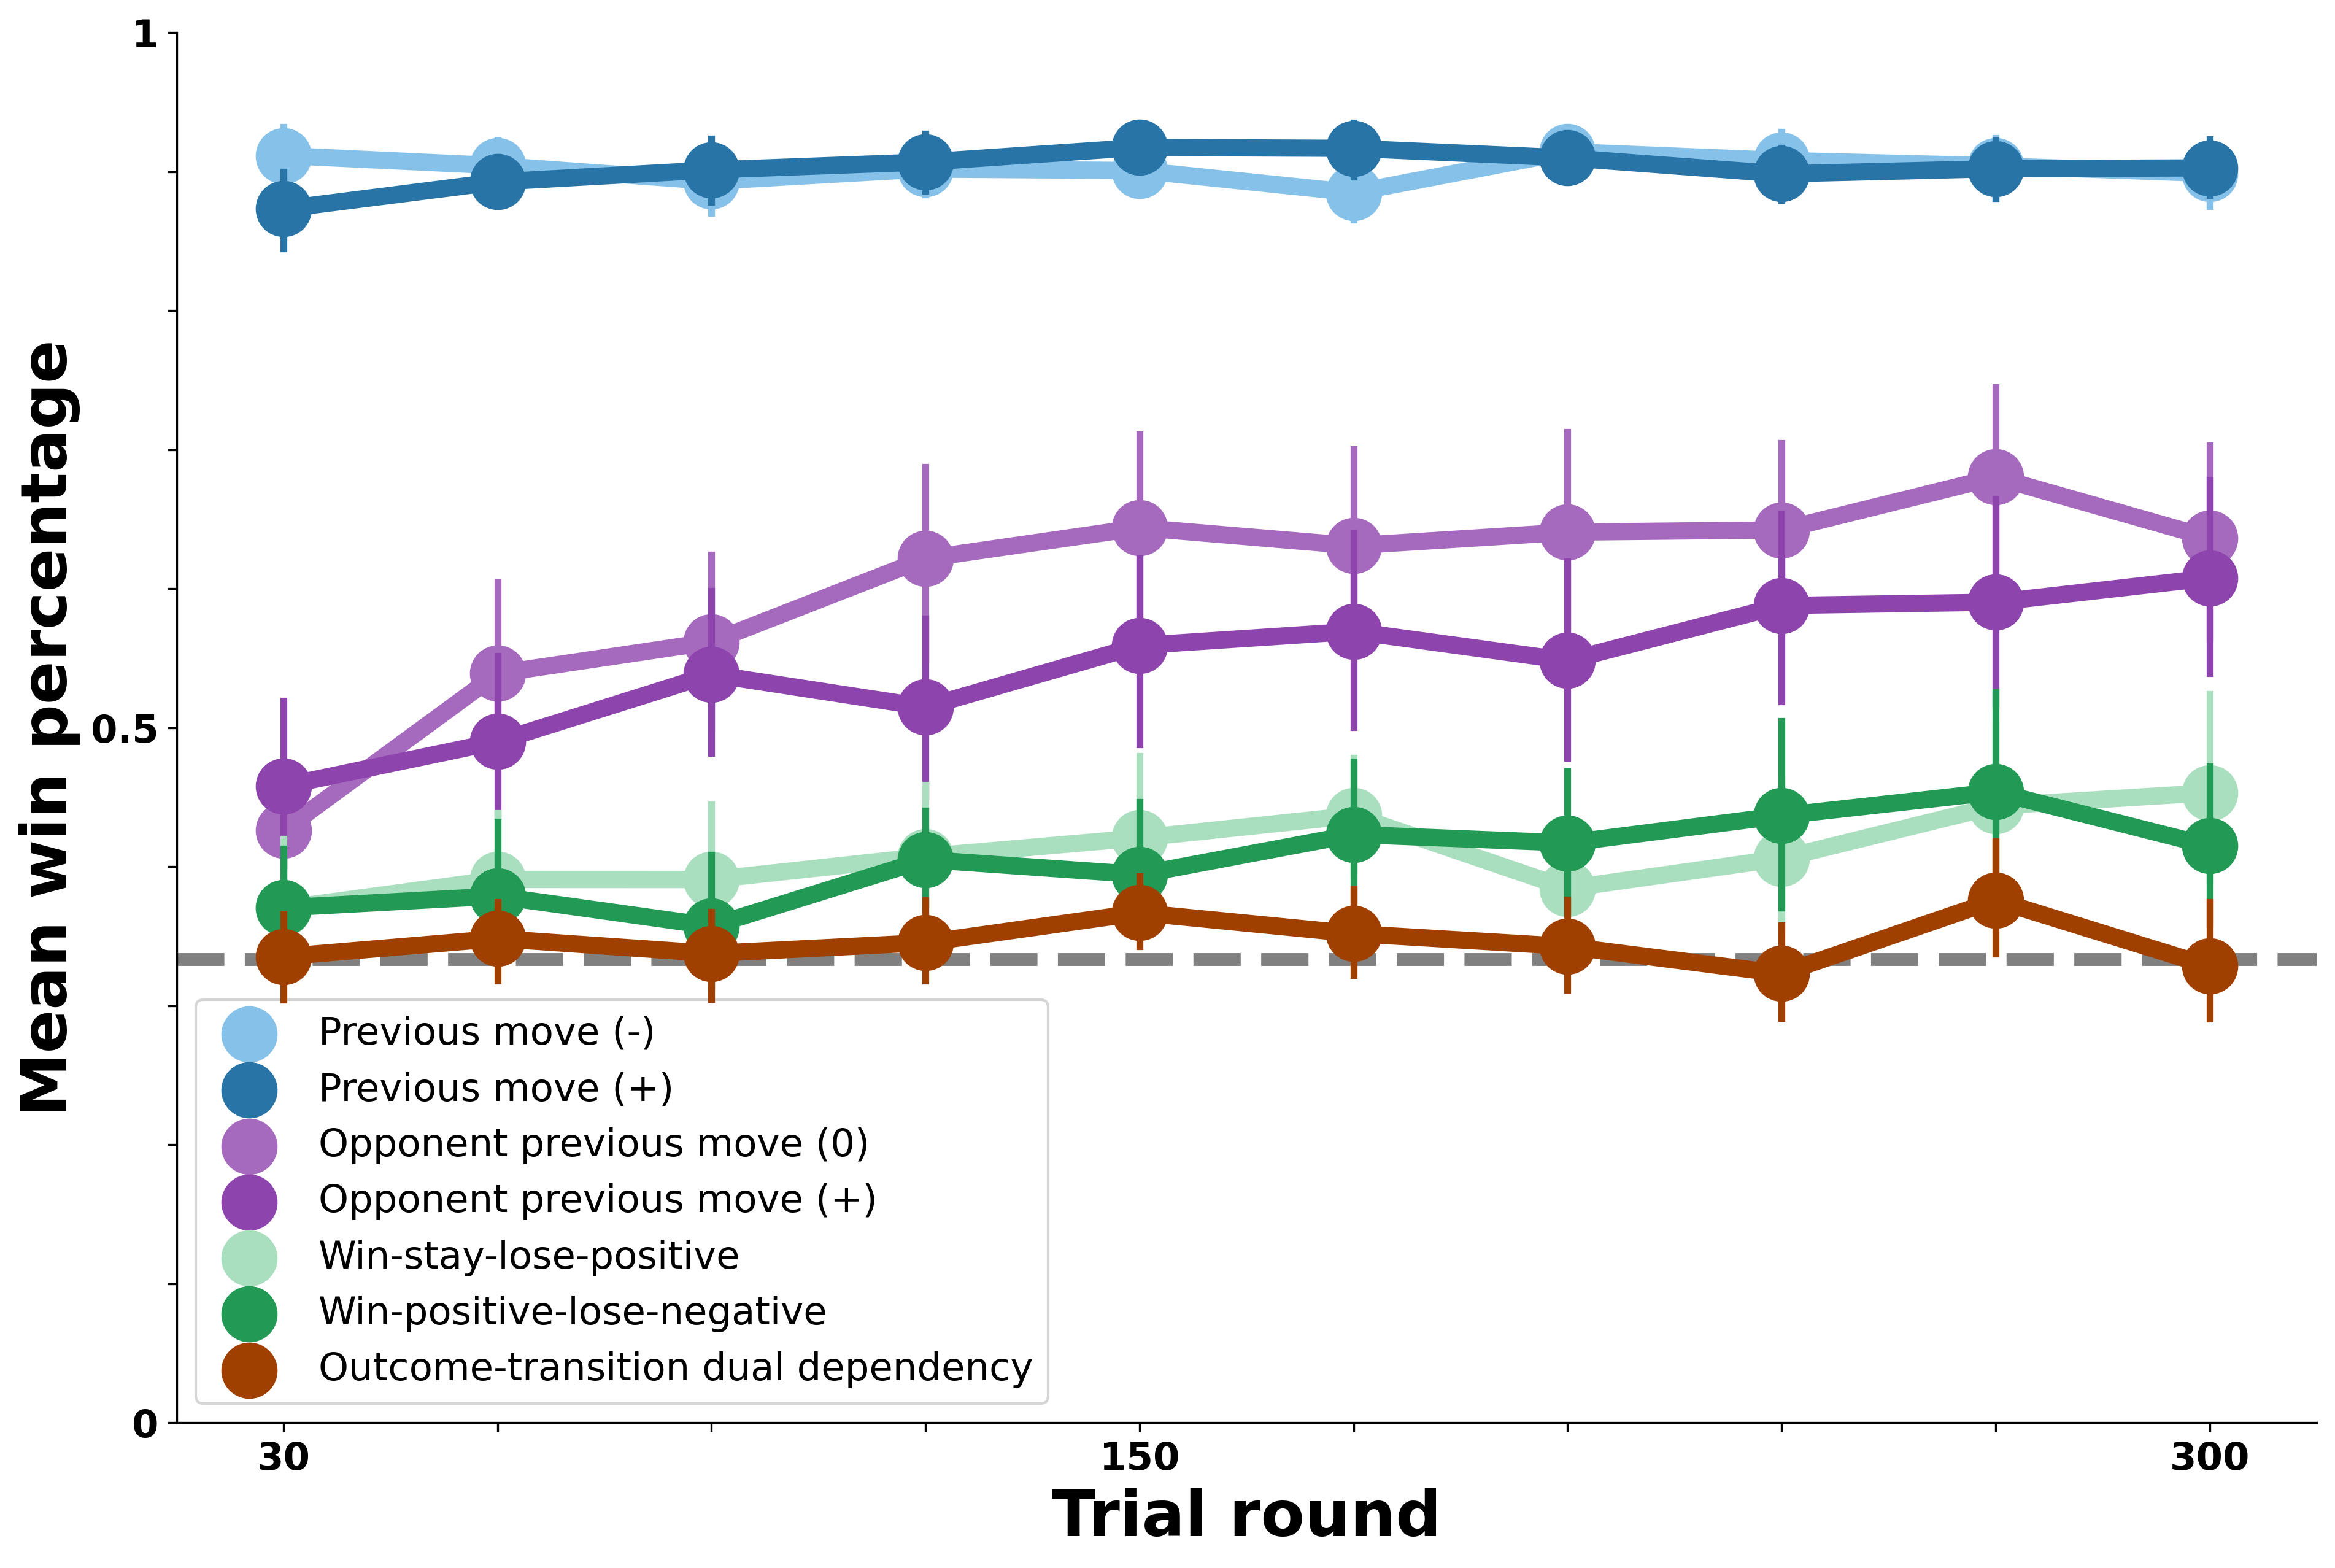 Mean win percentage
1
0.5
0
Previous move (-)
Previous move (+)
Opponent previous move (0)
Opponent previous move (+)
Win-stay-lose-positive
Win-positive-lose-negative
Outcome-transition dual dependency
30
150
300
Trial round